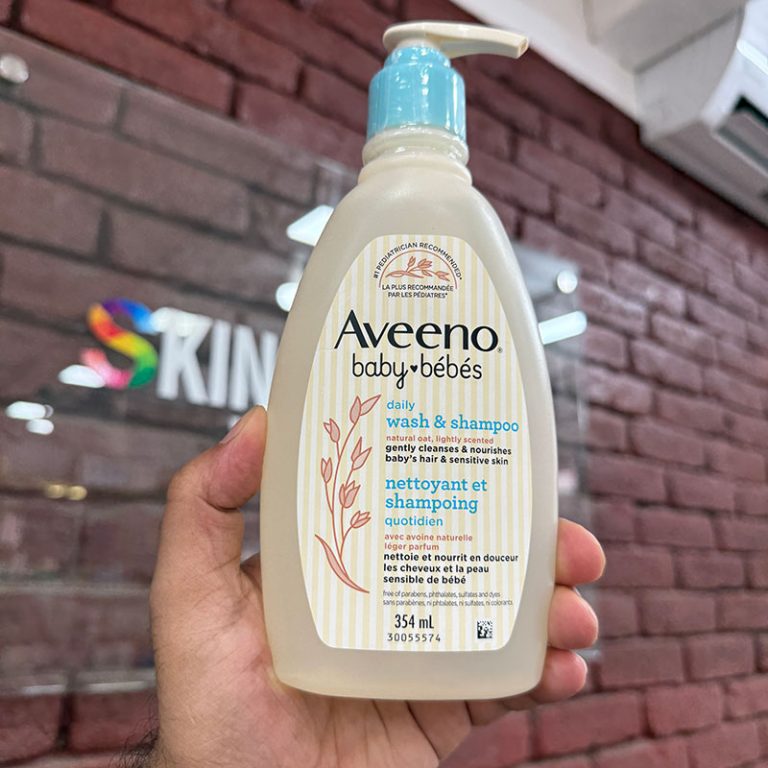 #1 PEDIATRICIAN RECOMMENDED*
LA PLUS RECOMMANDÉE
PAR LES PÉDIATRES*
Aveeno®
baby♥bébés
daily
wash & shampoo
natural oat, lightly scented
gently cleanses & nourishes
baby's hair & sensitive skin
nettoyant et
shampoing
quotidien
avec avoine naturelle
léger parfum
nettoie et nourrit en douceur
les cheveux et la peau
sensible de bébé
free of parabens, phthalates, sulfates and dyes
sans parabènes, ni phtalates, ni sulfates, ni colorants
354 mL
30055574
SKIN